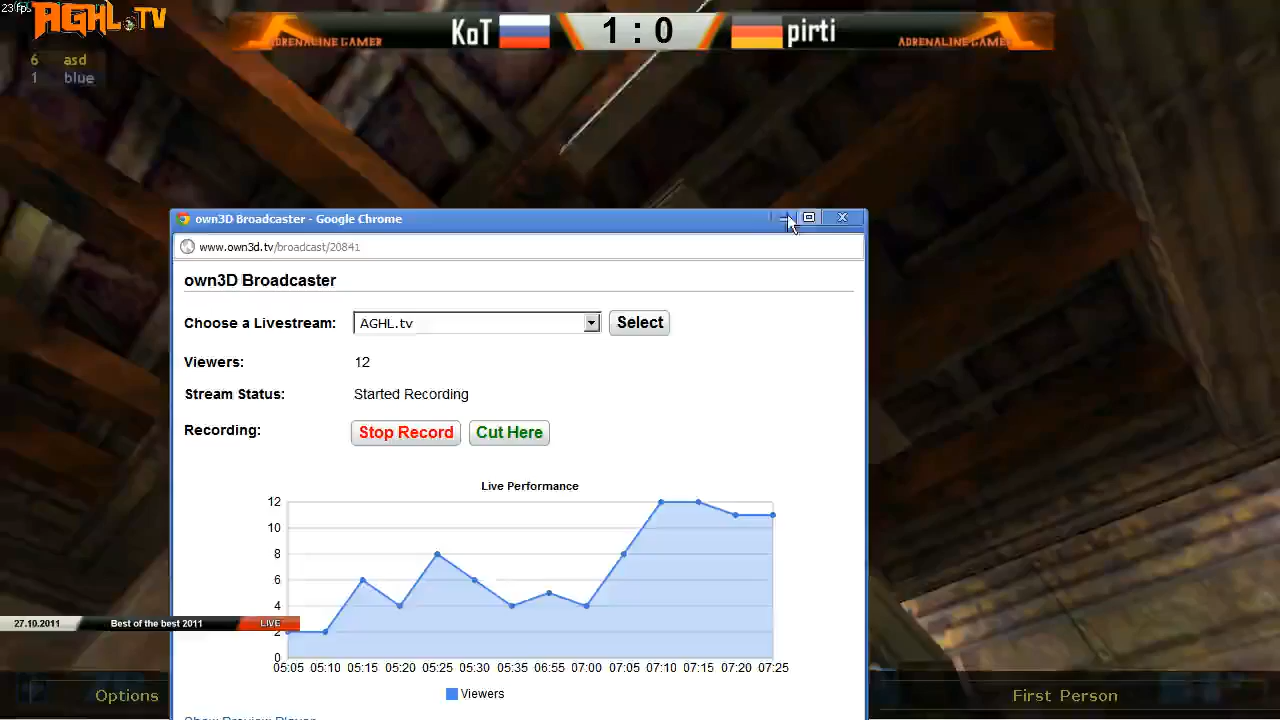 23 fp
AGHL.TV
ADRENALINE GAMER
KoT
1 : 0
pirti
ADRENALINE GAMER
6 asd
1 blue
own3D Broadcaster - Google Chrome
www.own3d.tv/broadcast/20841
own3D Broadcaster
Choose a Livestream: AGHL.tv Select
Viewers: 12
Stream Status: Started Recording
Recording: Stop Record Cut Here
Live Performance
12
10
8
6
4
2
0
05:05 05:10 05:15 05:20 05:25 05:30 05:35 06:55 07:00 07:05 07:10 07:15 07:20 07:25
Viewers
27.10.2011 Best of the best 2011 LIVE
Options
First Person
Show Preview Player